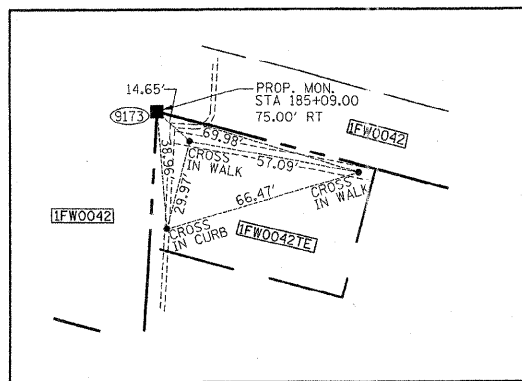 14.65'
PROP. MON.
STA 185+09.00
75.00' RT
9173
1FW0042
69.98'
57.09'
CROSS
IN WALK
CROSS
IN WALK
38.96'
29.97'
66.47'
1FW0042
CROSS
IN CURB
1FW0042TE